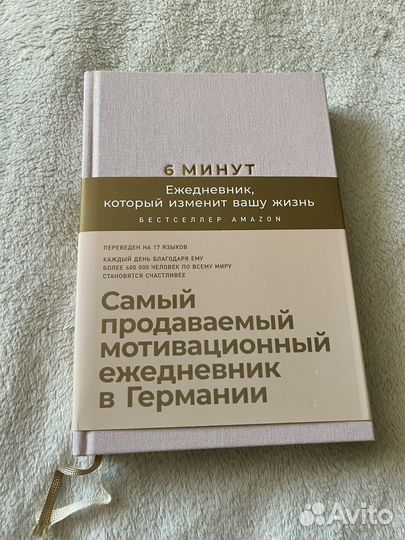 6 МИНУТ
Ежедневник,
который изменит вашу жизнь
БЕСТСЕЛЛЕР AMAZON
ПЕРЕВЕДЕН НА 17 ЯЗЫКОВ
КАЖДЫЙ ДЕНЬ БЛАГОДАРЯ ЕМУ
БОЛЕЕ 600 000 ЧЕЛОВЕК ПО ВСЕМУ МИРУ
СТАНОВЯТСЯ СЧАСТЛИВЕЕ
Самый
продаваемый
мотивационный
ежедневник
в Германии
Avito